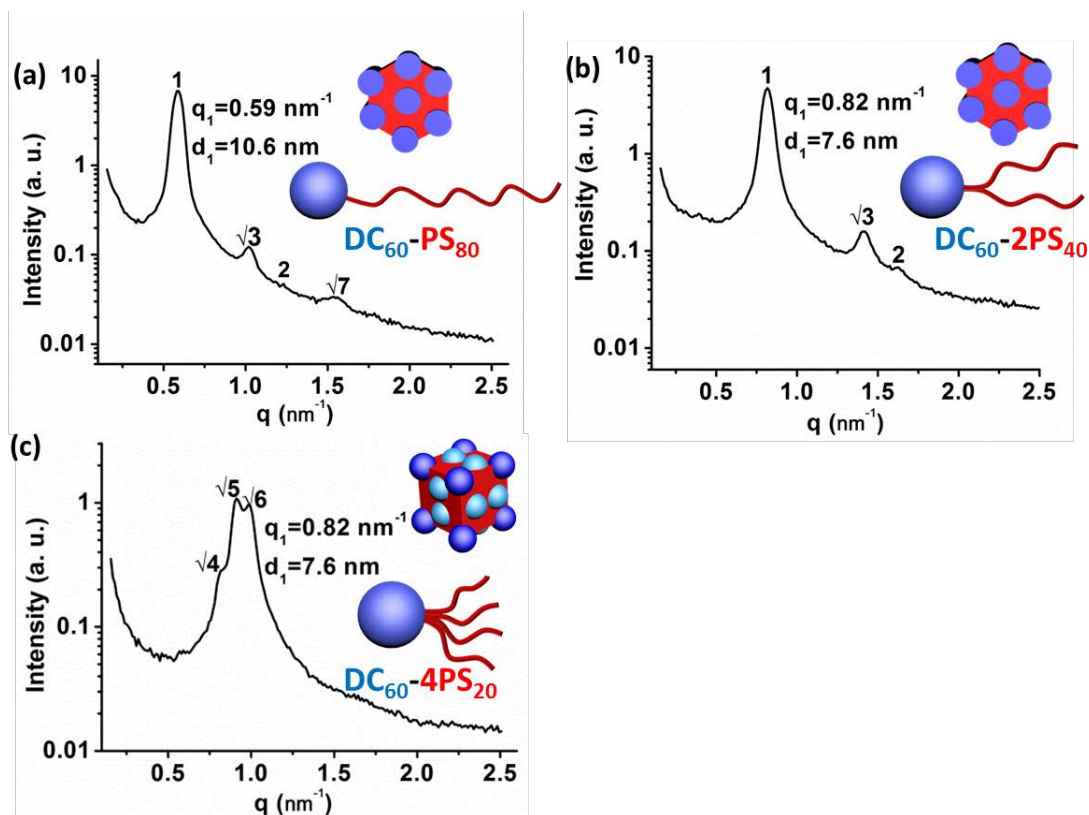 (a)
10
1
0.1
0.01
Intensity (a. u.)
1
q₁=0.59 nm⁻¹
d₁=10.6 nm
√3
2
√7
DC₆₀-PS₈₀
0.5 1.0 1.5 2.0 2.5
q (nm⁻¹)
(b)
10
1
0.1
0.01
Intensity (a. u.)
1
q₁=0.82 nm⁻¹
d₁=7.6 nm
√3
2
DC₆₀-2PS₄₀
0.5 1.0 1.5 2.0 2.5
q (nm⁻¹)
(c)
1
0.1
0.01
Intensity (a. u.)
√5 √6
√4
q₁=0.82 nm⁻¹
d₁=7.6 nm
DC₆₀-4PS₂₀
0.5 1.0 1.5 2.0 2.5
q (nm⁻¹)